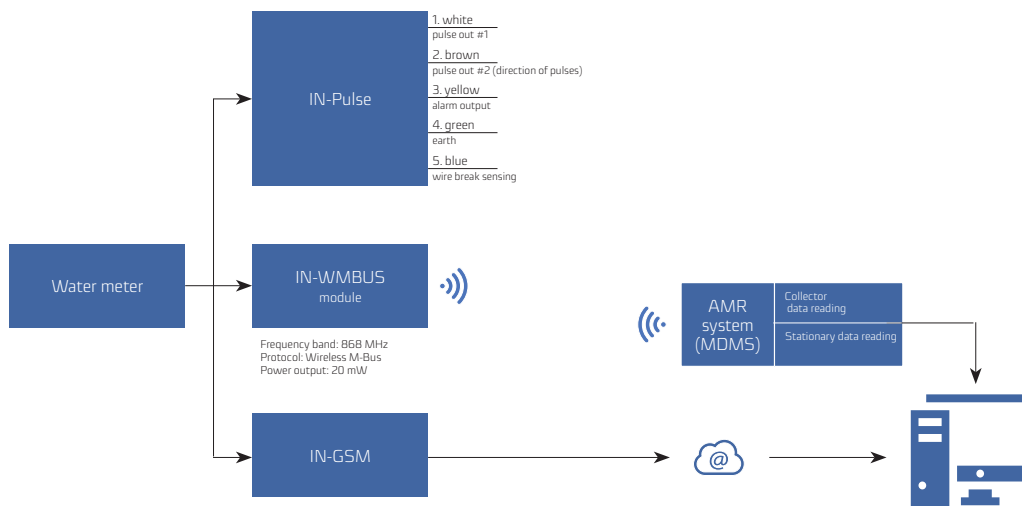 1. white
pulse out #1
2. brown
pulse out #2 (direction of pulses)
IN-Pulse
3. yellow
alarm output
4. green
earth
5. blue
wire break sensing
Water meter
IN-WMBUS
module
Frequency band: 868 MHz
Protocol: Wireless M-Bus
Power output: 20 mW
AMR
system
(MDMS)
Collector
data reading
Stationary data reading
IN-GSM
@